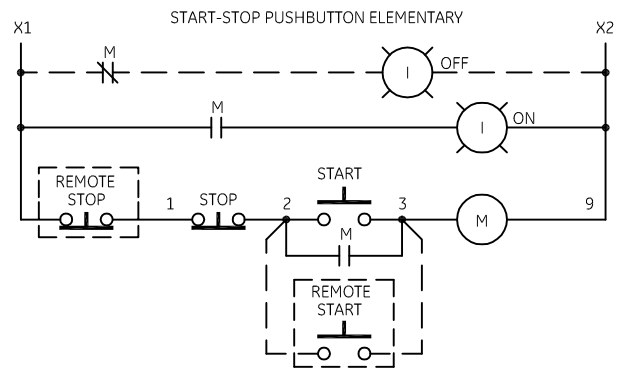 START-STOP PUSHBUTTON ELEMENTARY
X1
X2
M
I
OFF
M
I
ON
REMOTE
STOP
1
STOP
2
START
3
M
9
M
REMOTE
START